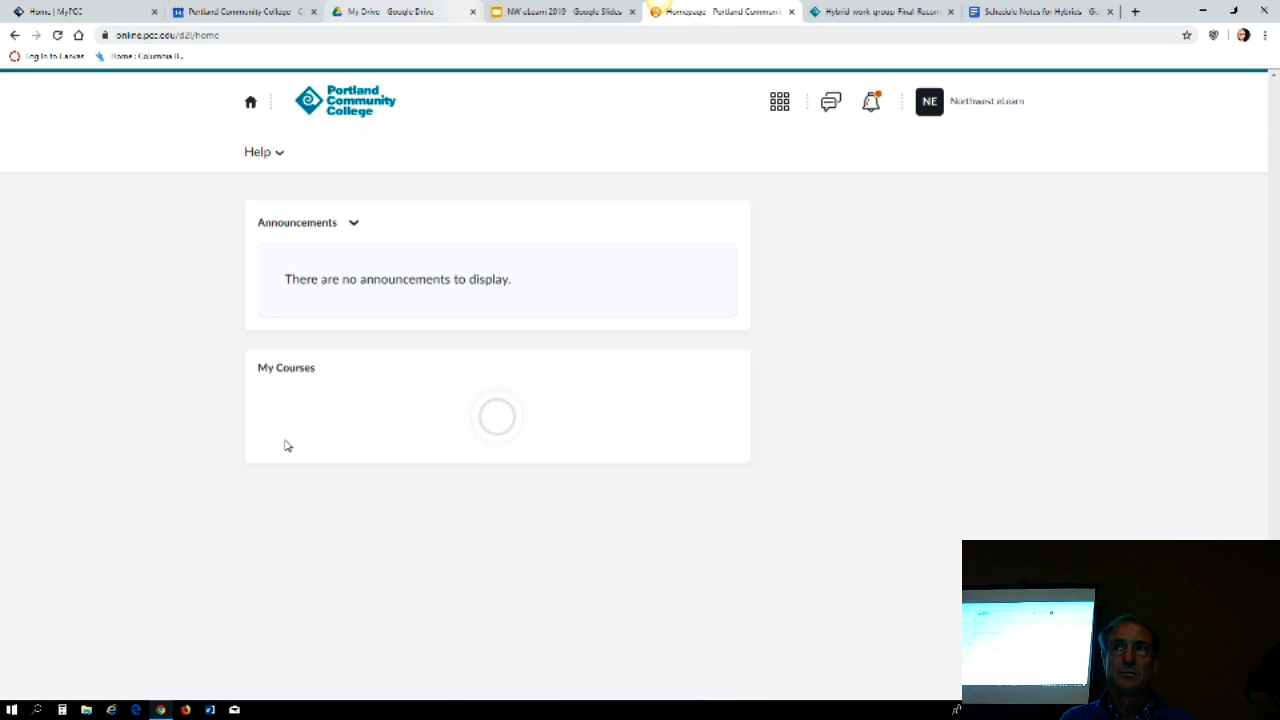 Home | MyPCC
Portland Community College - C
My Drive - Google Drive
NW eLearn 2019 - Google Slides
Homepage - Portland Communi
Hybrid work group Final Recom
Schedule Notes for Hybrids - Go
online.pcc.edu/d2l/home
Log In to Canvas
Home : Columbia B...
Portland
Community
College
NE
Northwest eLearn
Help
Announcements
There are no announcements to display.
My Courses